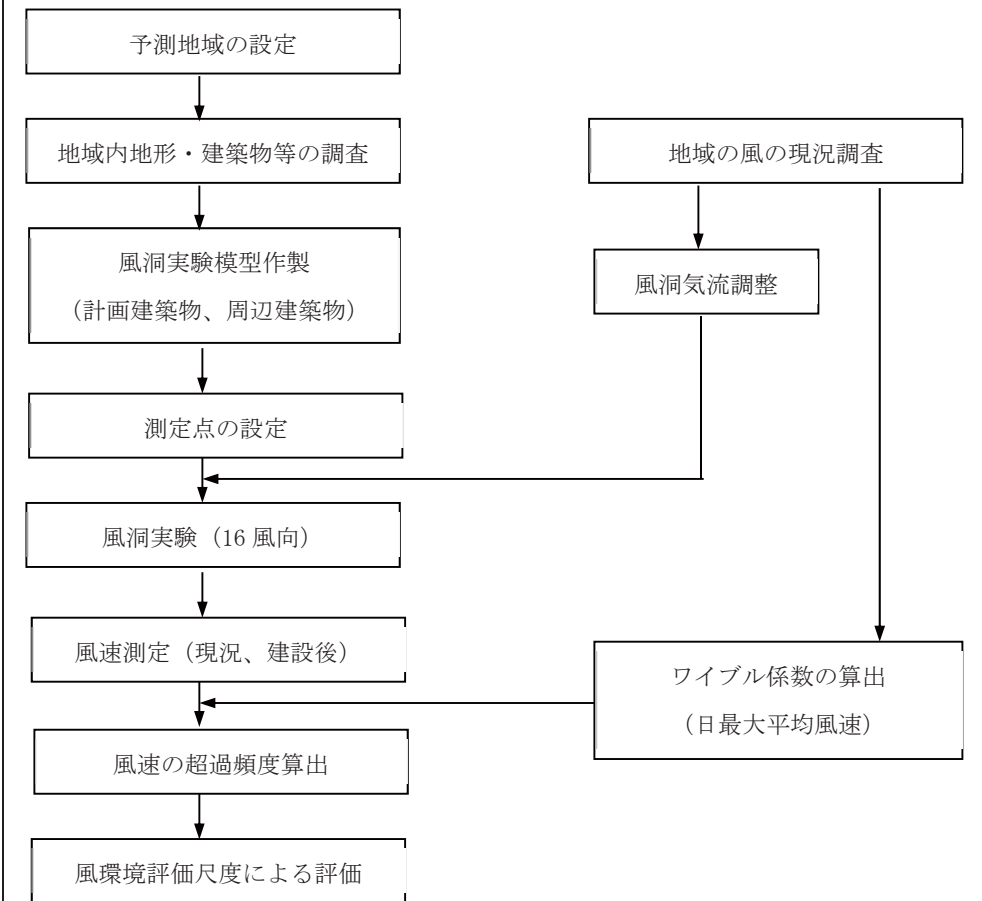 予測地域の設定
地域内地形・建築物等の調査
地域の風の現況調査
風洞実験模型作製
（計画建築物、周辺建築物）
風洞気流調整
測定点の設定
風洞実験（16 風向）
風速測定（現況、建設後）
ワイブル係数の算出
（日最大平均風速）
風速の超過頻度算出
風環境評価尺度による評価